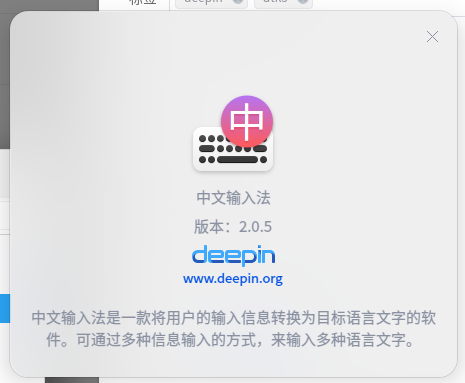 标签
deepin
dtks
中
中文输入法
版本：2.0.5
deepin
www.deepin.org
中文输入法是一款将用户的输入信息转换为目标语言文字的软
件。可通过多种信息输入的方式，来输入多种语言文字。